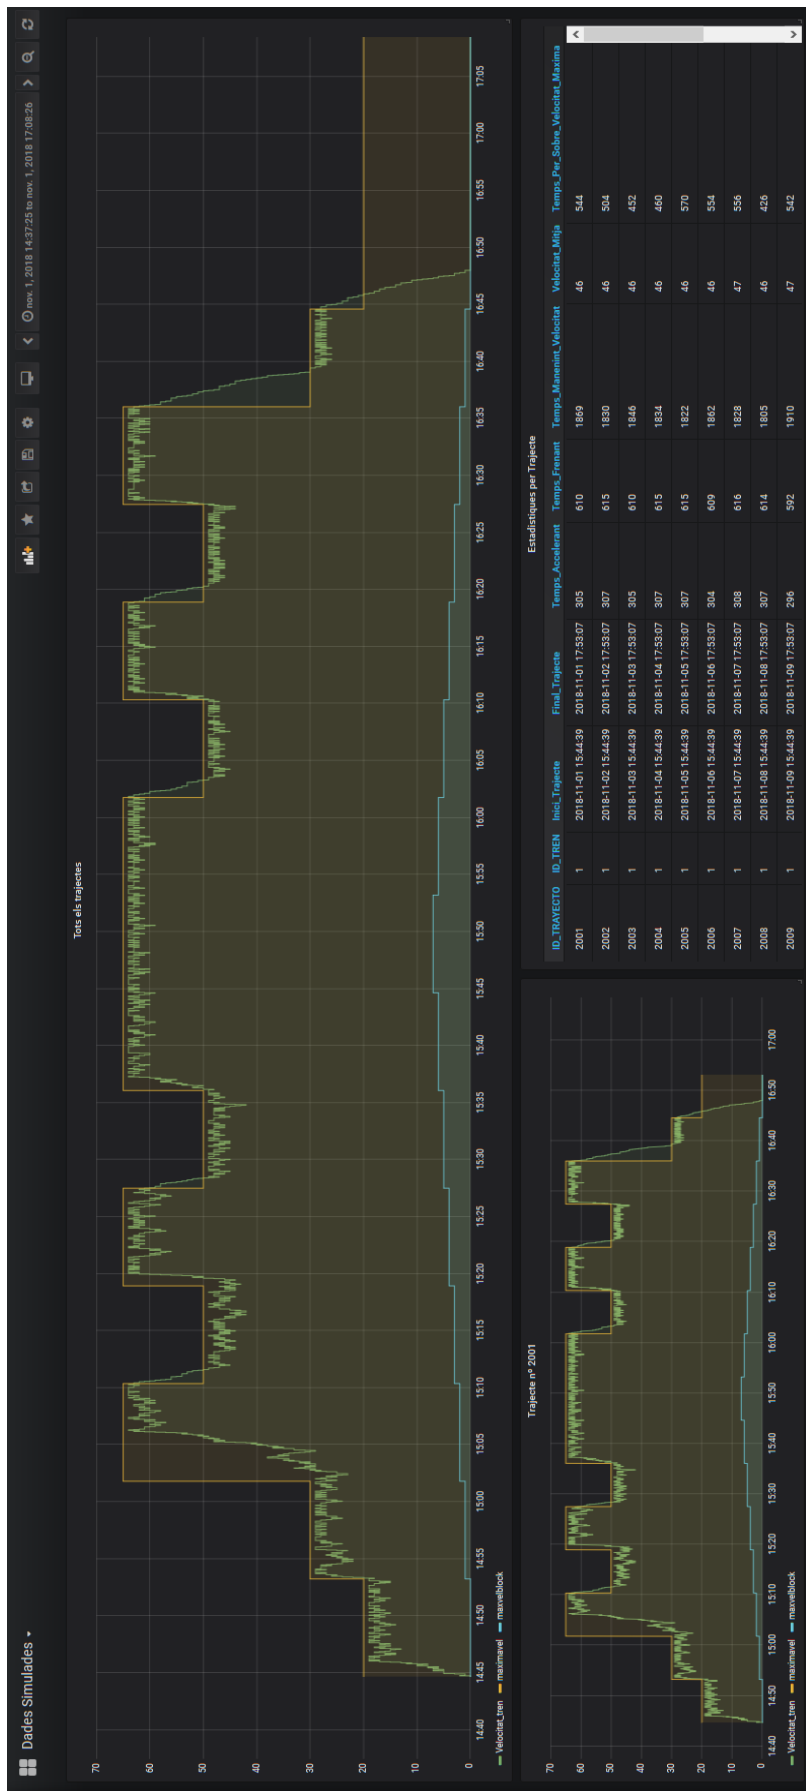 Dades Simulades
nov. 1, 2018 14:37:25 to nov. 1, 2018 17:08:26
Tots els trajectes
70
60
50
40
30
20
10
0
14:40 14:45 14:50 14:55 15:00 15:05 15:10 15:15 15:20 15:25 15:30 15:35 15:40 15:45 15:50 15:55 16:00 16:05 16:10 16:15 16:20 16:25 16:30 16:35 16:40 16:45 16:50 16:55 17:00 17:05
Velocitat_tren maximavel maxvelblock
Trajecte nº 2001
70
60
50
40
30
20
10
0
14:40 14:50 15:00 15:10 15:20 15:30 15:40 15:50 16:00 16:10 16:20 16:30 16:40 16:50 17:00
Velocitat_tren maximavel maxvelblock
Estadístiques per Trajecte
ID_TRAYECTO ID_TREN Inici_Trajecte Final_Trajecte Temps_Accelerant Temps_Frenant Temps_Manenint_Velocitat Velocitat_Mitja Temps_Per_Sobre_Velocitat_Maxima
2001 1 2018-11-01 15:44:39 2018-11-01 17:53:07 305 610 1869 46 544
2002 1 2018-11-02 15:44:39 2018-11-02 17:53:07 307 615 1830 46 504
2003 1 2018-11-03 15:44:39 2018-11-03 17:53:07 305 610 1846 46 452
2004 1 2018-11-04 15:44:39 2018-11-04 17:53:07 307 615 1834 46 460
2005 1 2018-11-05 15:44:39 2018-11-05 17:53:07 307 615 1822 46 570
2006 1 2018-11-06 15:44:39 2018-11-06 17:53:07 304 609 1862 46 554
2007 1 2018-11-07 15:44:39 2018-11-07 17:53:07 308 616 1828 47 556
2008 1 2018-11-08 15:44:39 2018-11-08 17:53:07 307 614 1805 46 426
2009 1 2018-11-09 15:44:39 2018-11-09 17:53:07 296 592 1910 47 542